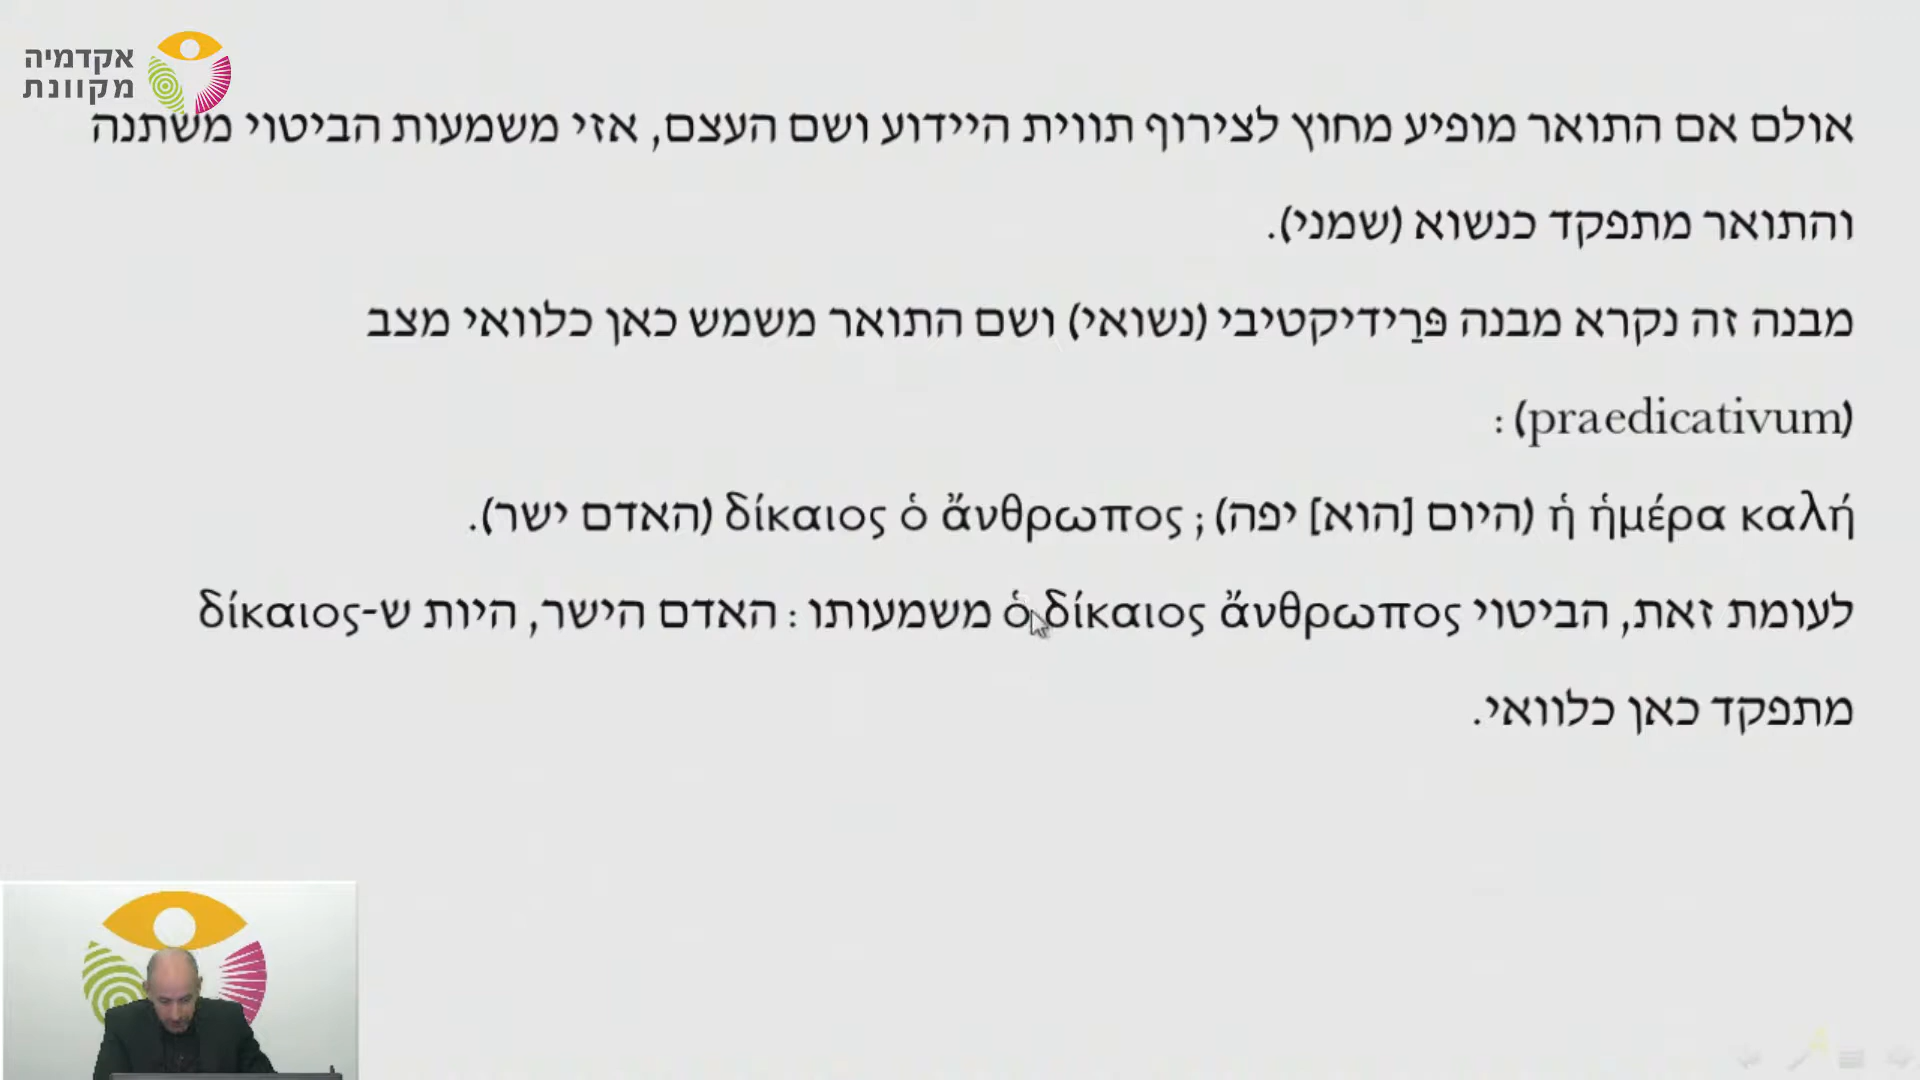 אקדמיה
מקוונת
אולם אם התואר מופיע מחוץ לצירוף תווית היידוע ושם העצם, אזי משמעות הביטוי משתנה
והתואר מתפקד כנשוא (שמני).
מבנה זה נקרא מבנה פּרֵידיקטיבי (נשואי) ושם התואר משמש כאן כלוואי מצב
(praedicativum) :
ἡ ἡμέρα καλή (היום [הוא] יפה) ; δίκαιος ὁ ἄνθρωπος (האדם ישר).
לעומת זאת, הביטוי ὁ δίκαιος ἄνθρωπος משמעותו : האדם הישר, היות ש-δίκαιος
מתפקד כאן כלוואי.